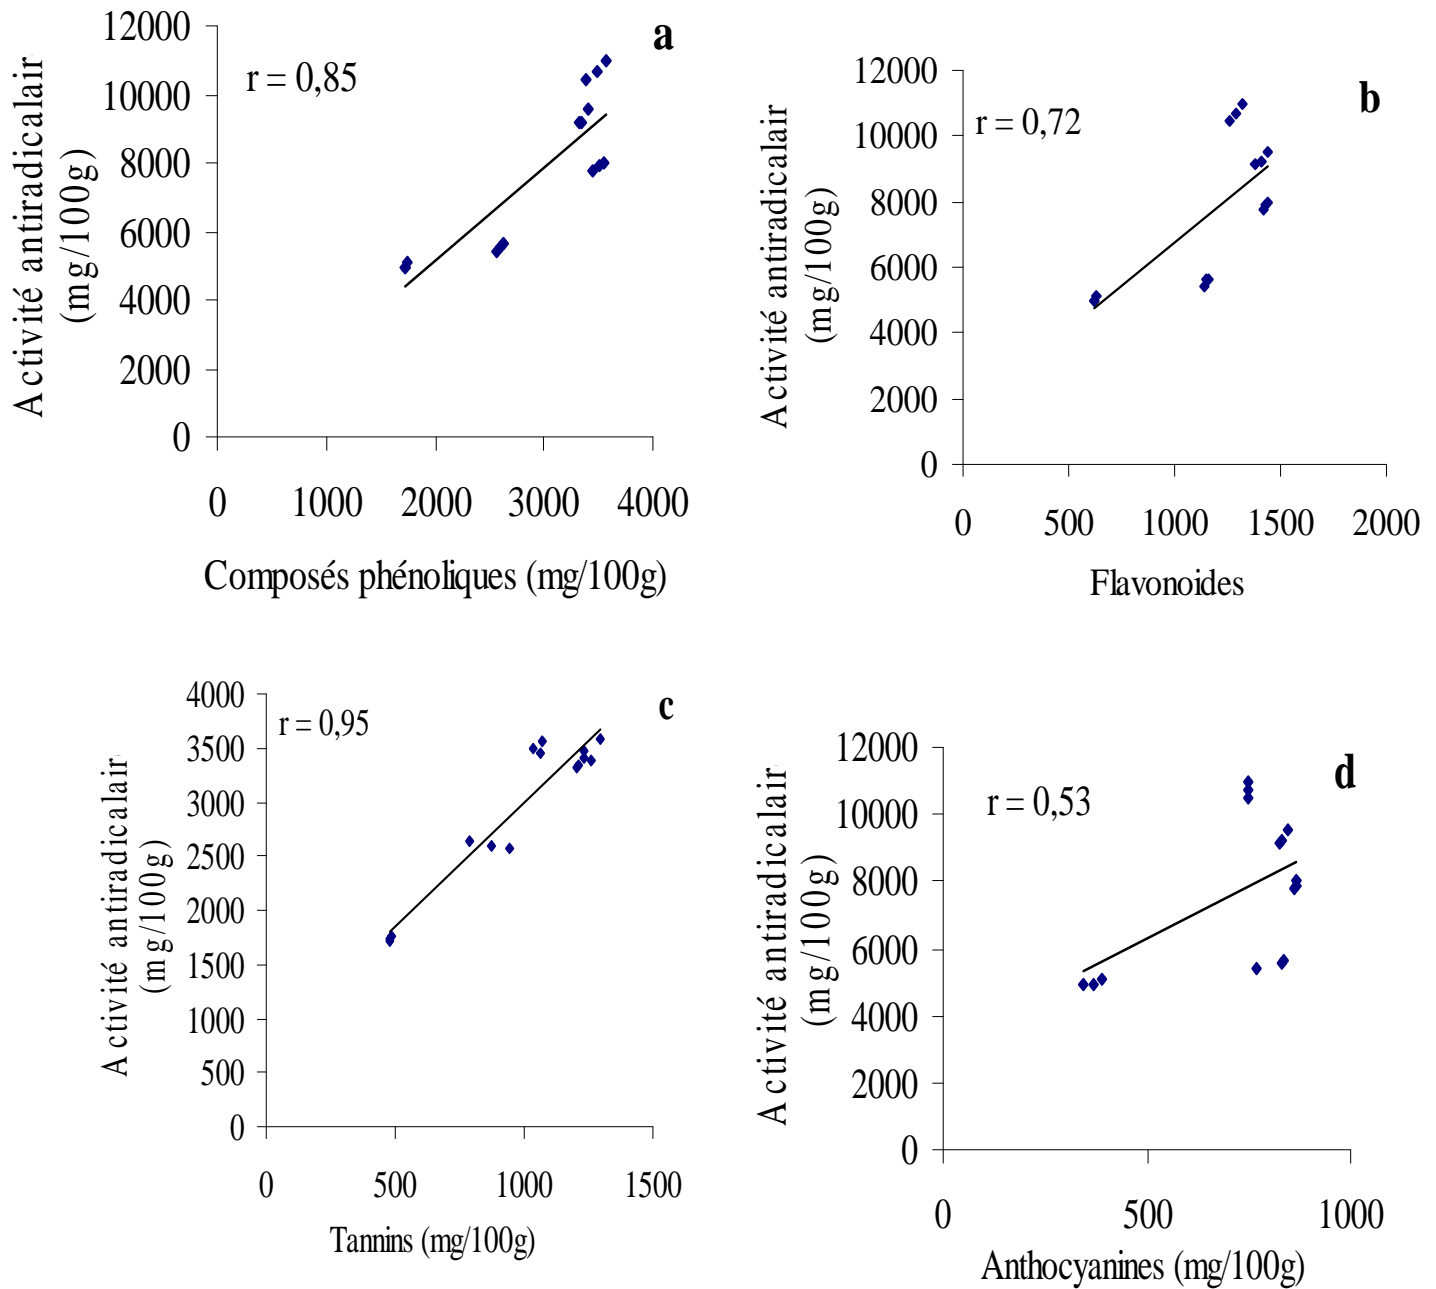 a
r = 0,85
Activité antiradicalair
(mg/100g)
12000
10000
8000
6000
4000
2000
0
0 1000 2000 3000 4000
Composés phénoliques (mg/100g)
b
r = 0,72
Activité antiradicalair
(mg/100g)
12000
10000
8000
6000
4000
2000
0
0 500 1000 1500 2000
Flavonoides
c
r = 0,95
Activité antiradicalair
(mg/100g)
4000
3500
3000
2500
2000
1500
1000
500
0
0 500 1000 1500
Tannins (mg/100g)
d
r = 0,53
Activité antiradicalair
(mg/100g)
12000
10000
8000
6000
4000
2000
0
0 500 1000
Anthocyanines (mg/100g)